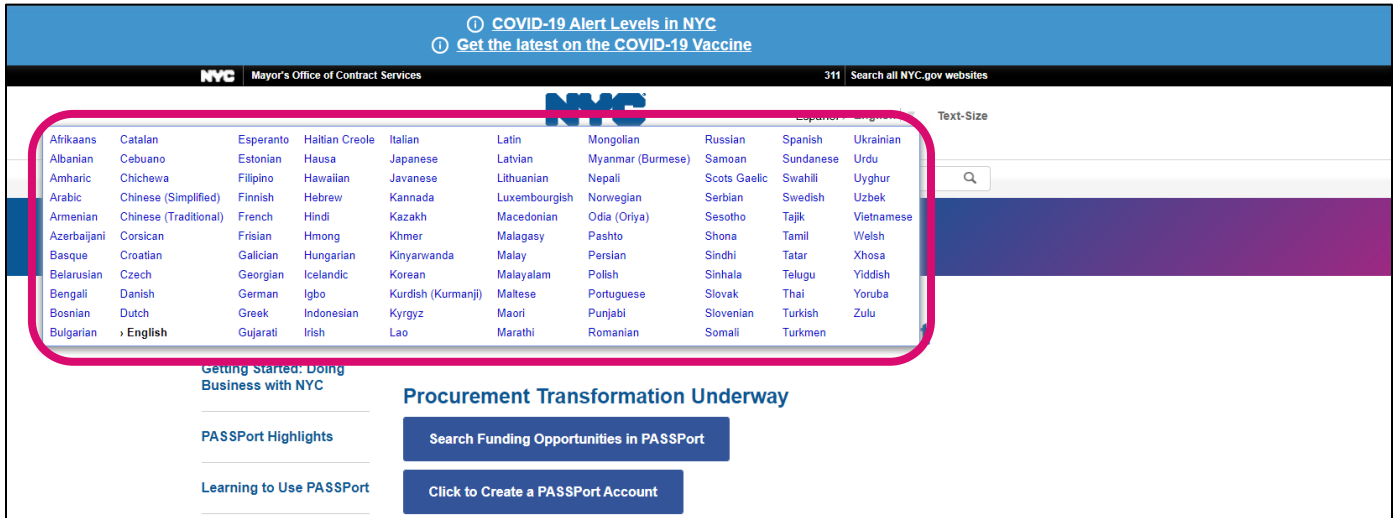 COVID-19 Alert Levels in NYC
Get the latest on the COVID-19 Vaccine
NYC Mayor's Office of Contract Services 311 Search all NYC.gov websites
NYC
Español English Text-Size
Afrikaans Catalan Esperanto Haitian Creole Italian Latin Mongolian Russian Spanish Ukrainian
Albanian Cebuano Estonian Hausa Japanese Latvian Myanmar (Burmese) Samoan Sundanese Urdu
Amharic Chichewa Filipino Hawaiian Javanese Lithuanian Nepali Scots Gaelic Swahili Uyghur
Arabic Chinese (Simplified) Finnish Hebrew Kannada Luxembourgish Norwegian Serbian Swedish Uzbek
Armenian Chinese (Traditional) French Hindi Kazakh Macedonian Odia (Oriya) Sesotho Tajik Vietnamese
Azerbaijani Corsican Frisian Hmong Khmer Malagasy Pashto Shona Tamil Welsh
Basque Croatian Galician Hungarian Kinyarwanda Malay Persian Sindhi Tatar Xhosa
Belarusian Czech Georgian Icelandic Korean Malayalam Polish Sinhala Telugu Yiddish
Bengali Danish German Igbo Kurdish (Kurmanji) Maltese Portuguese Slovak Thai Yoruba
Bosnian Dutch Greek Indonesian Kyrgyz Maori Punjabi Slovenian Turkish Zulu
Bulgarian › English Gujarati Irish Lao Marathi Romanian Somali Turkmen
Getting Started: Doing
Business with NYC
PASSPort Highlights
Learning to Use PASSPort
Procurement Transformation Underway
Search Funding Opportunities in PASSPort
Click to Create a PASSPort Account